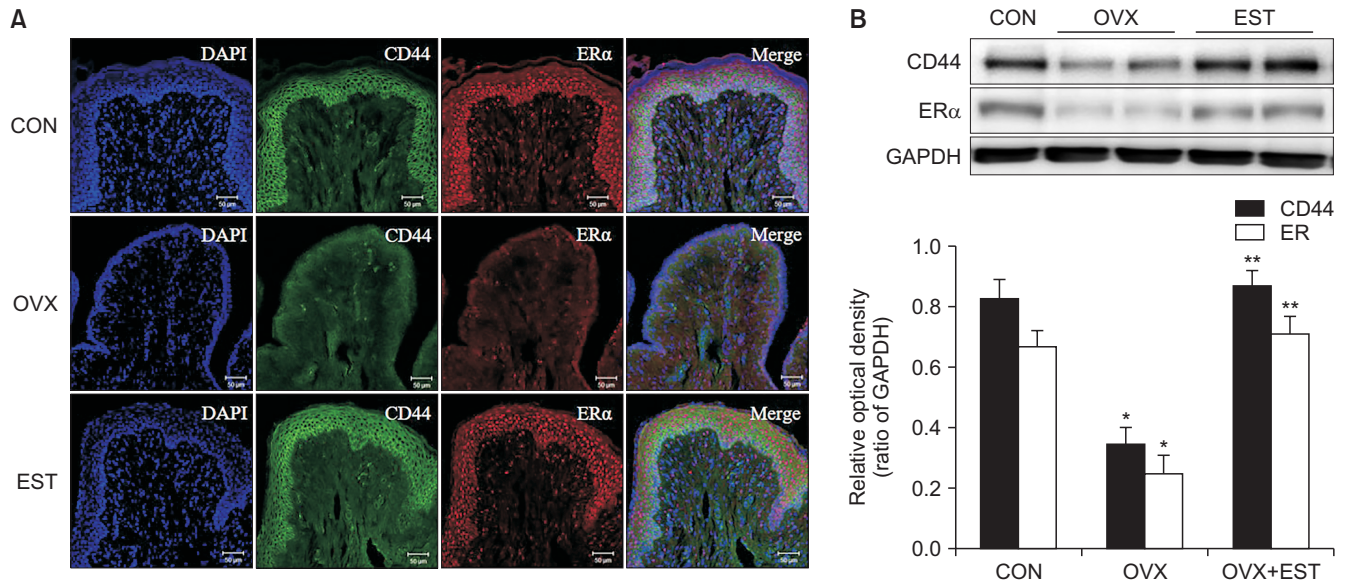 A
DAPI CD44 ERα Merge
CON
50 µm 50 µm 50 µm 50 µm
DAPI CD44 ERα Merge
OVX
50 µm 50 µm 50 µm 50 µm
DAPI CD44 ERα Merge
EST
50 µm 50 µm 50 µm 50 µm
B
CON OVX EST
CD44
ERα
GAPDH
CD44
ER
Relative optical density
(ratio of GAPDH)
1.0
0.8
0.6
0.4
0.2
0.0
* * ** **
CON OVX OVX+EST